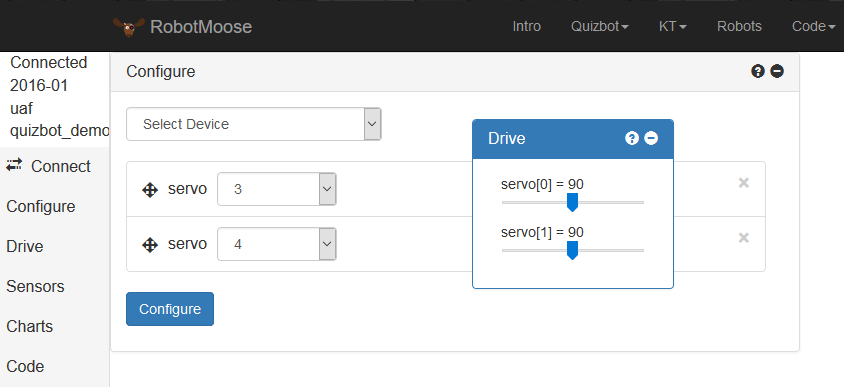 RobotMoose
Intro Quizbot KT Robots Code
Connected
2016-01
uaf
quizbot_demo
Connect
Configure
Drive
Sensors
Charts
Code
Configure
Select Device
servo 3
servo 4
Configure
Drive
servo[0] = 90
servo[1] = 90